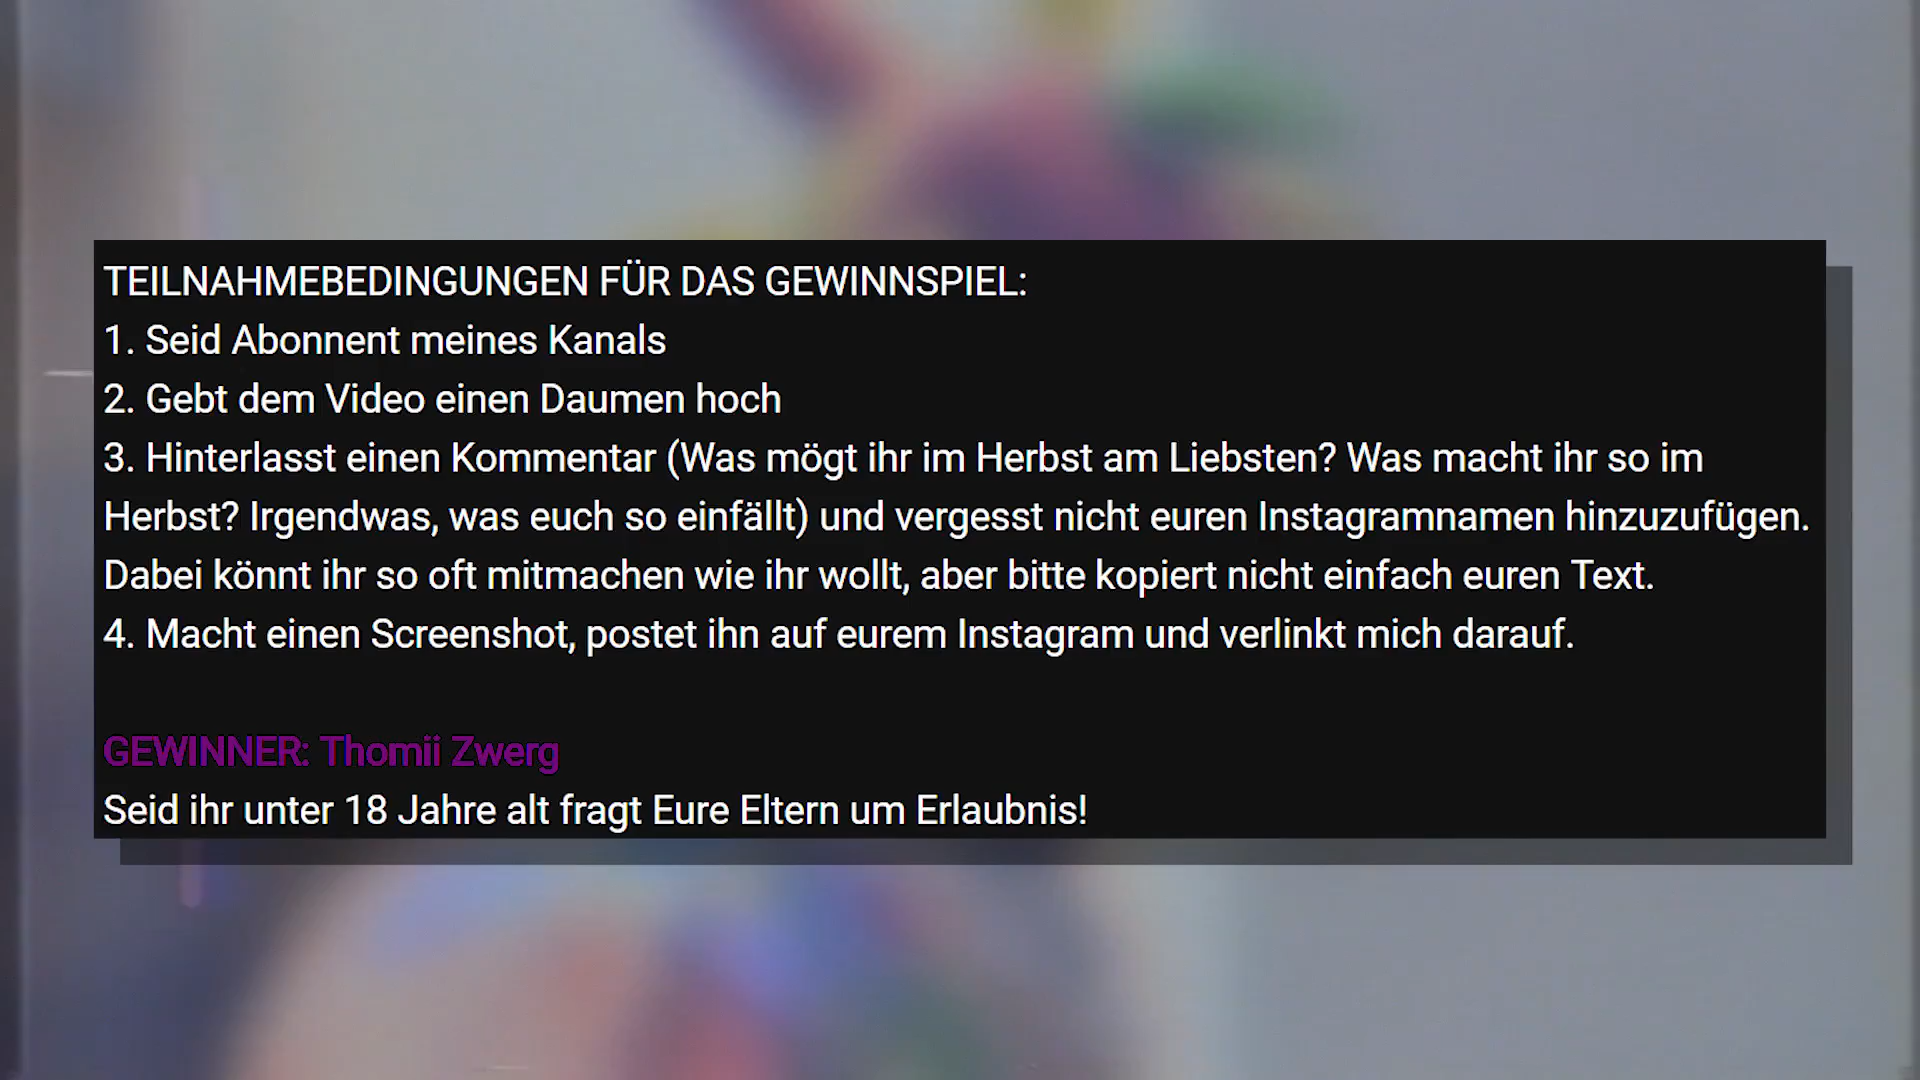 TEILNAHMEBEDINGUNGEN FÜR DAS GEWINNSPIEL:
1. Seid Abonnent meines Kanals
2. Gebt dem Video einen Daumen hoch
3. Hinterlasst einen Kommentar (Was mögt ihr im Herbst am Liebsten? Was macht ihr so im
Herbst? Irgendwas, was euch so einfällt) und vergesst nicht euren Instagramnamen hinzuzufügen.
Dabei könnt ihr so oft mitmachen wie ihr wollt, aber bitte kopiert nicht einfach euren Text.
4. Macht einen Screenshot, postet ihn auf eurem Instagram und verlinkt mich darauf.
GEWINNER: Thomii Zwerg
Seid ihr unter 18 Jahre alt fragt Eure Eltern um Erlaubnis!